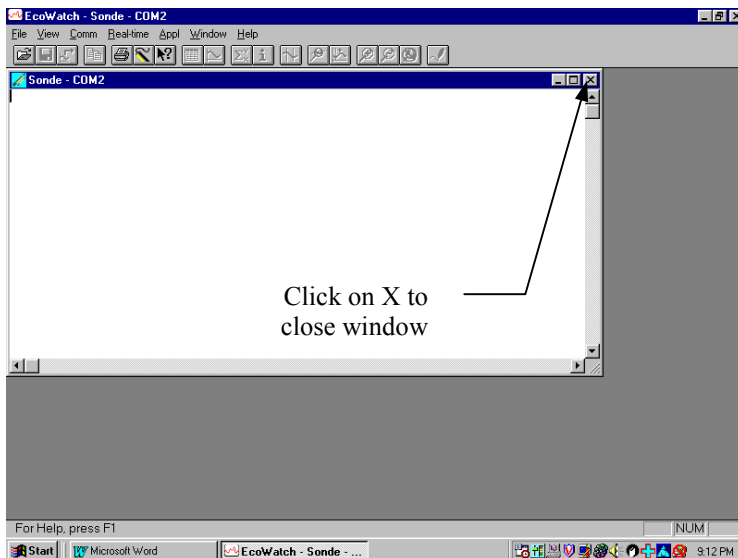 EcoWatch - Sonde - COM2
File View Comm Real-time Appl Window Help
Sonde - COM2
Click on X to
close window
For Help, press F1
NUM
Start Microsoft Word EcoWatch - Sonde - ... 9:12 PM